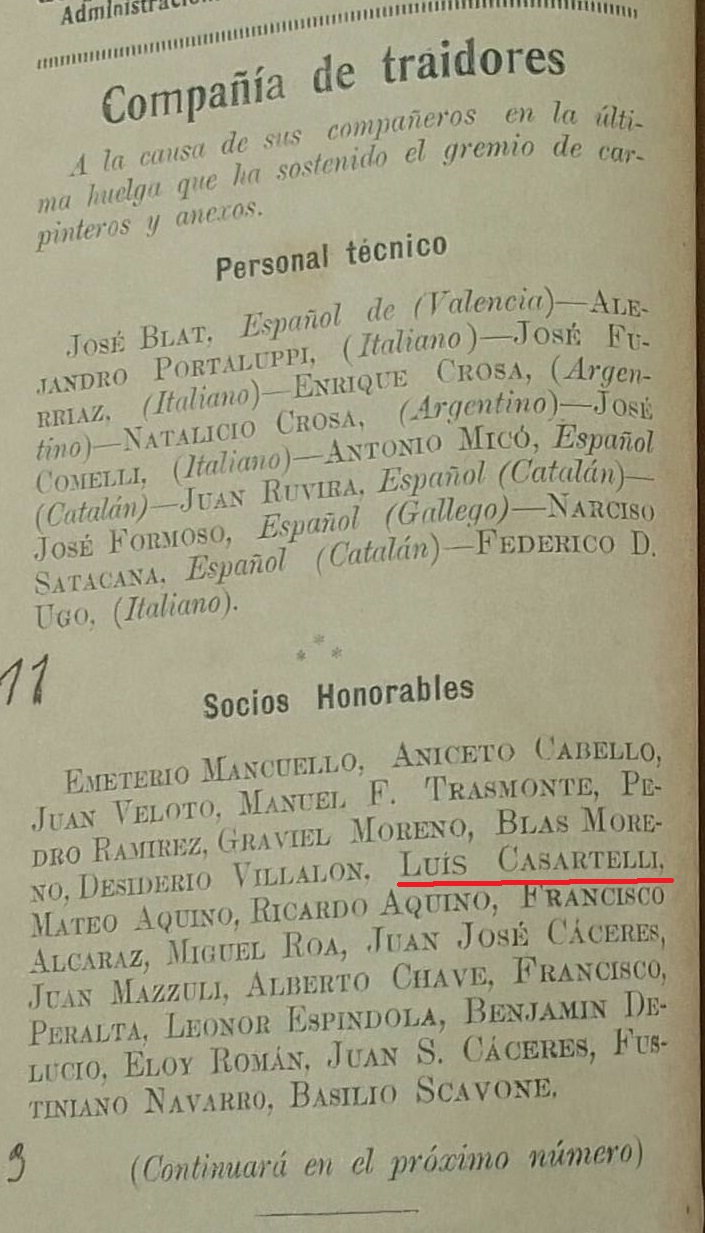 Administración
Compañía de traidores
A la causa de sus compañeros en la últi-
ma huelga que ha sostenido el gremio de car-
pinteros y anexos.
Personal técnico
JOSÉ BLAT, Español de (Valencia)—ALE-
JANDRO PORTALUPPI, (Italiano)—JOSÉ FU-
RRIAZ, (Italiano)—ENRIQUE CROSA, (Argen-
tino)—NATALICIO CROSA, (Argentino)—JOSÉ
COMELLI, (Italiano)—ANTONIO MICÓ, Español
(Catalán)—JUAN RUVIRA, Español (Catalán)—
JOSÉ FORMOSO, Español (Gallego)—NARCISO
SATACANA, Español (Catalán)—FEDERICO D.
UGO, (Italiano).
11
Socios Honorables
EMETERIO MANCUELLO, ANICETO CABELLO,
JUAN VELOTO, MANUEL F. TRASMONTE, PE-
DRO RAMIREZ, GRAVIEL MORENO, BLAS MORE-
NO, DESIDERIO VILLALON, LUÍS CASARTELLI,
MATEO AQUINO, RICARDO AQUINO, FRANCISCO
ALCARAZ, MIGUEL ROA, JUAN JOSÉ CÁCERES,
JUAN MAZZULI, ALBERTO CHAVE, FRANCISCO,
PERALTA, LEONOR ESPINDOLA, BENJAMIN DE-
LUCIO, ELOY ROMÁN, JUAN S. CÁCERES, FUS-
TINIANO NAVARRO, BASILIO SCAVONE.
9
(Continuará en el próximo número)